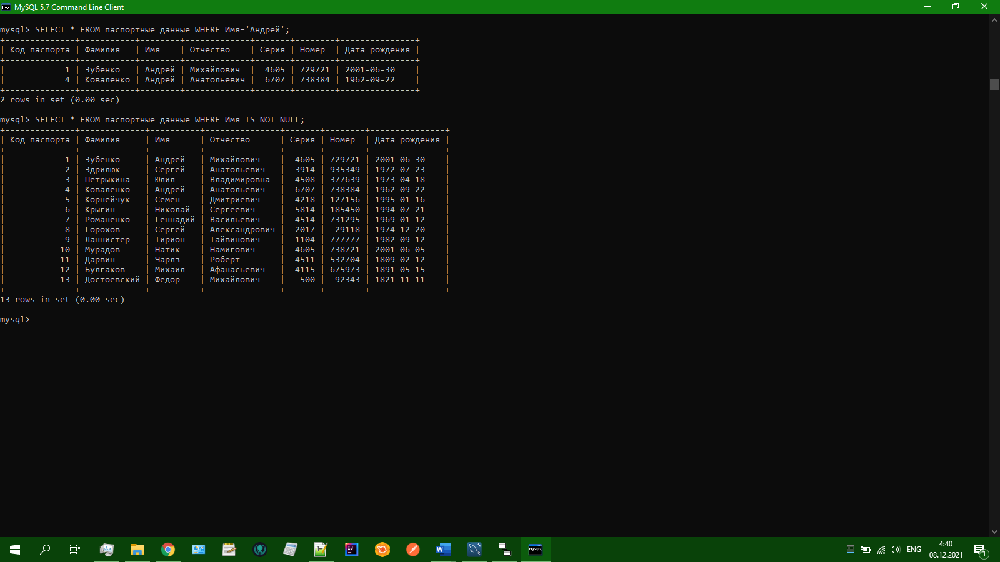 MySQL 5.7 Command Line Client
mysql> SELECT * FROM паспортные_данные WHERE Имя='Андрей';
+--------------+-----------+--------+-------------+-------+--------+---------------+
| Код_паспорта | Фамилия   | Имя    | Отчество    | Серия | Номер  | Дата_рождения |
+--------------+-----------+--------+-------------+-------+--------+---------------+
|            1 | Зубенко   | Андрей | Михайлович  |  4605 | 729721 | 2001-06-30    |
|            4 | Коваленко | Андрей | Анатольевич |  6707 | 738384 | 1962-09-22    |
+--------------+-----------+--------+-------------+-------+--------+---------------+
2 rows in set (0.00 sec)
mysql> SELECT * FROM паспортные_данные WHERE Имя IS NOT NULL;
+--------------+-------------+----------+---------------+-------+--------+---------------+
| Код_паспорта | Фамилия     | Имя      | Отчество      | Серия | Номер  | Дата_рождения |
+--------------+-------------+----------+---------------+-------+--------+---------------+
|            1 | Зубенко     | Андрей   | Михайлович    |  4605 | 729721 | 2001-06-30    |
|            2 | Здрилюк     | Сергей   | Анатольевич   |  3914 | 935349 | 1972-07-23    |
|            3 | Петрыкина   | Юлия     | Владимировна  |  4508 | 377639 | 1973-04-18    |
|            4 | Коваленко   | Андрей   | Анатольевич   |  6707 | 738384 | 1962-09-22    |
|            5 | Корнейчук   | Семен    | Дмитриевич    |  4218 | 127156 | 1995-01-16    |
|            6 | Крыгин      | Николай  | Сергеевич     |  5814 | 185450 | 1994-07-21    |
|            7 | Романенко   | Геннадий | Васильевич    |  4514 | 731295 | 1969-01-12    |
|            8 | Горохов     | Сергей   | Александрович |  2017 |  29118 | 1974-12-20    |
|            9 | Ланнистер   | Тирион   | Тайвинович    |  1104 | 777777 | 1982-09-12    |
|           10 | Мурадов     | Натик    | Намигович     |  4605 | 738721 | 2001-06-05    |
|           11 | Дарвин      | Чарлз    | Роберт        |  4511 | 532704 | 1809-02-12    |
|           12 | Булгаков    | Михаил   | Афанасьевич   |  4115 | 675973 | 1891-05-15    |
|           13 | Достоевский | Фёдор    | Михайлович    |   500 |  92343 | 1821-11-11    |
+--------------+-------------+----------+---------------+-------+--------+---------------+
13 rows in set (0.00 sec)
mysql>
ENG
4:40
08.12.2021
1